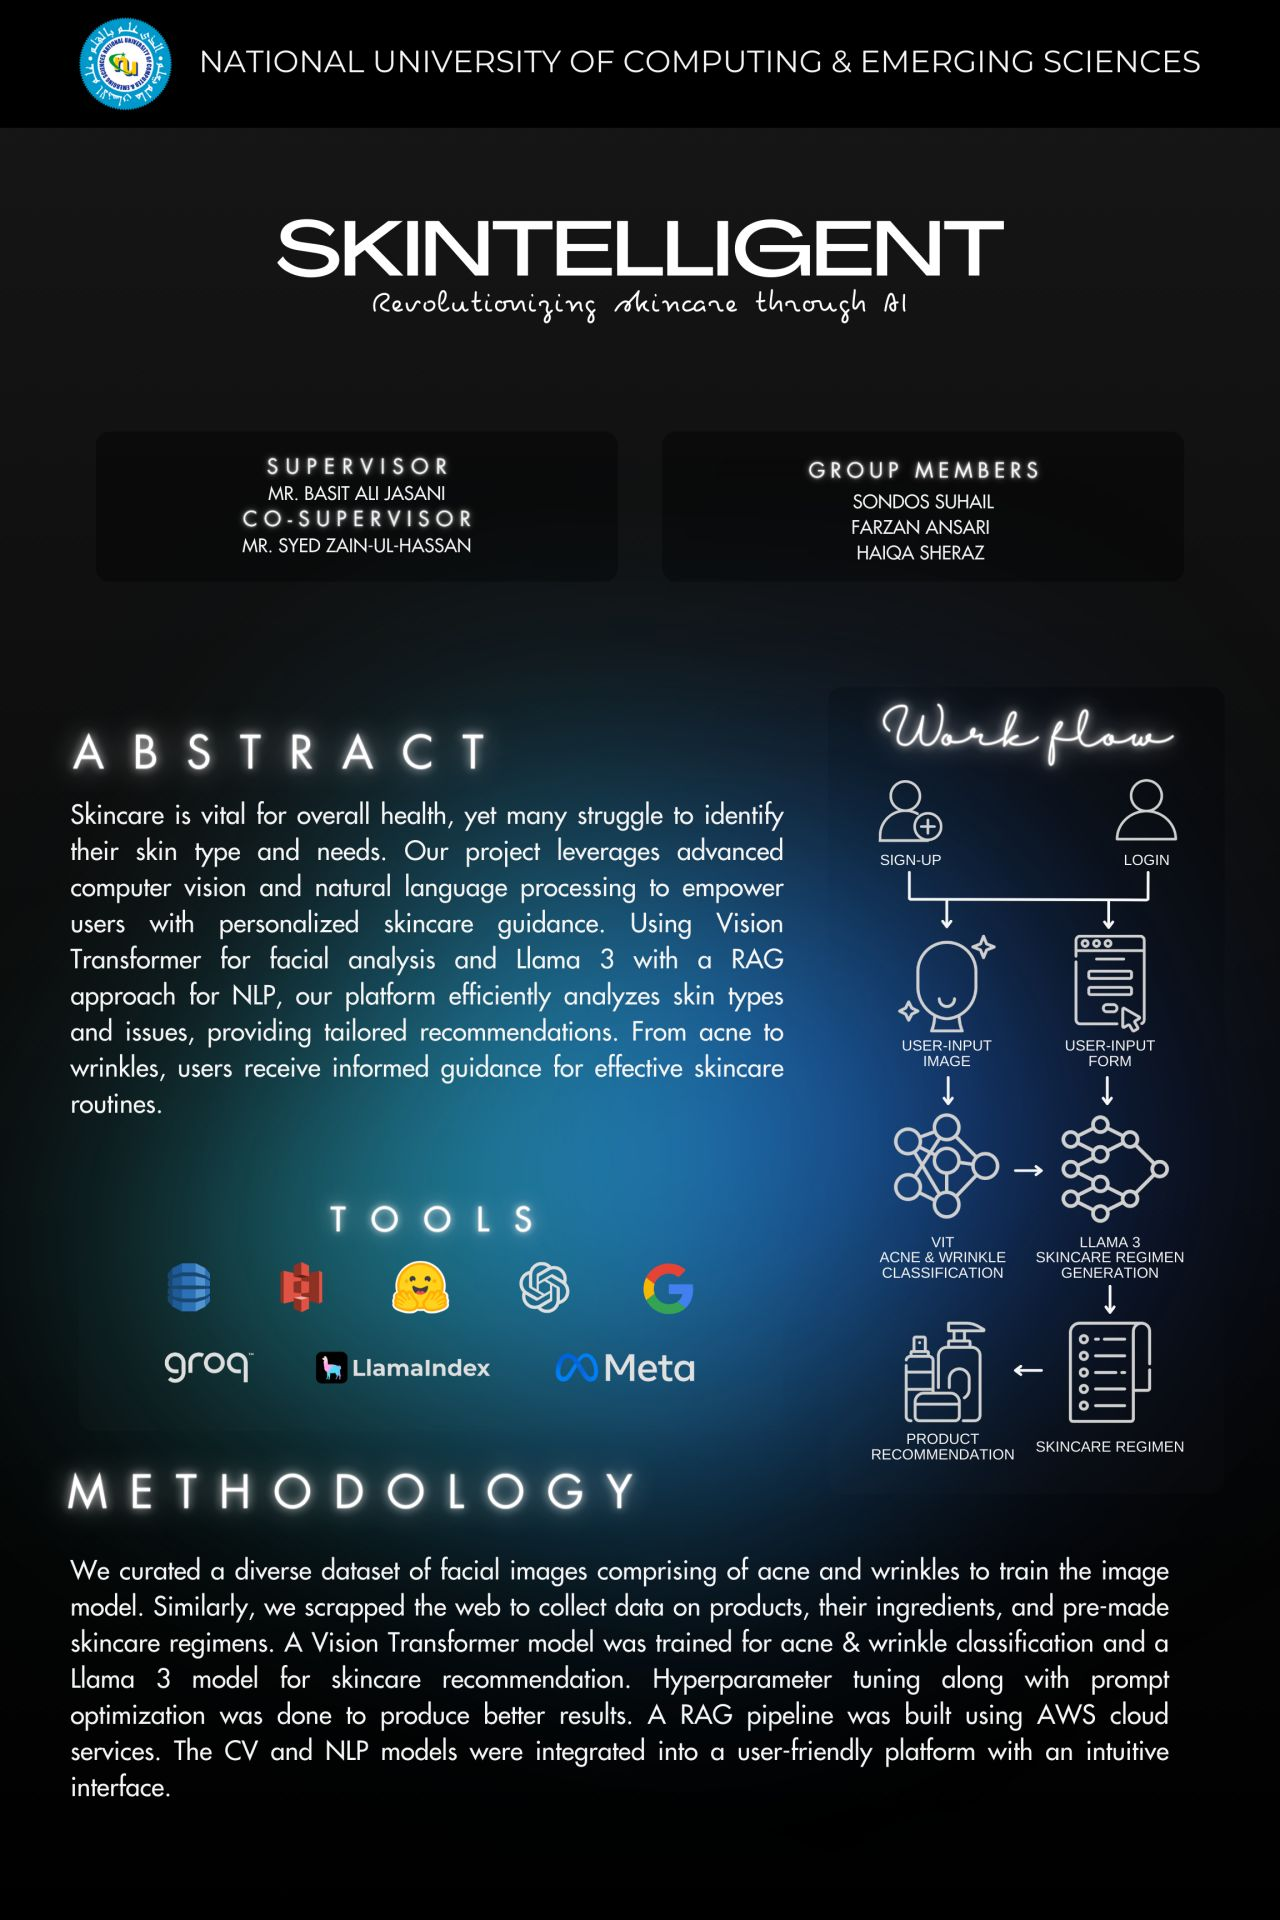 NATIONAL UNIVERSITY OF COMPUTING & EMERGING SCIENCES
SKINTELLIGENT
Revolutionizing skincare through AI
SUPERVISOR
MR. BASIT ALI JASANI
CO-SUPERVISOR
MR. SYED ZAIN-UL-HASSAN
GROUP MEMBERS
SONDOS SUHAIL
FARZAN ANSARI
HAIQA SHERAZ
ABSTRACT
Skincare is vital for overall health, yet many struggle to identify
their skin type and needs. Our project leverages advanced
computer vision and natural language processing to empower
users with personalized skincare guidance. Using Vision
Transformer for facial analysis and Llama 3 with a RAG
approach for NLP, our platform efficiently analyzes skin types
and issues, providing tailored recommendations. From acne to
wrinkles, users receive informed guidance for effective skincare
routines.
Work flow
SIGN-UP
LOGIN
USER-INPUT
IMAGE
USER-INPUT
FORM
VIT
ACNE & WRINKLE
CLASSIFICATION
LLAMA 3
SKINCARE REGIMEN
GENERATION
PRODUCT
RECOMMENDATION
SKINCARE REGIMEN
TOOLS
groq
LlamaIndex
Meta
METHODOLOGY
We curated a diverse dataset of facial images comprising of acne and wrinkles to train the image
model. Similarly, we scrapped the web to collect data on products, their ingredients, and pre-made
skincare regimens. A Vision Transformer model was trained for acne & wrinkle classification and a
Llama 3 model for skincare recommendation. Hyperparameter tuning along with prompt
optimization was done to produce better results. A RAG pipeline was built using AWS cloud
services. The CV and NLP models were integrated into a user-friendly platform with an intuitive
interface.